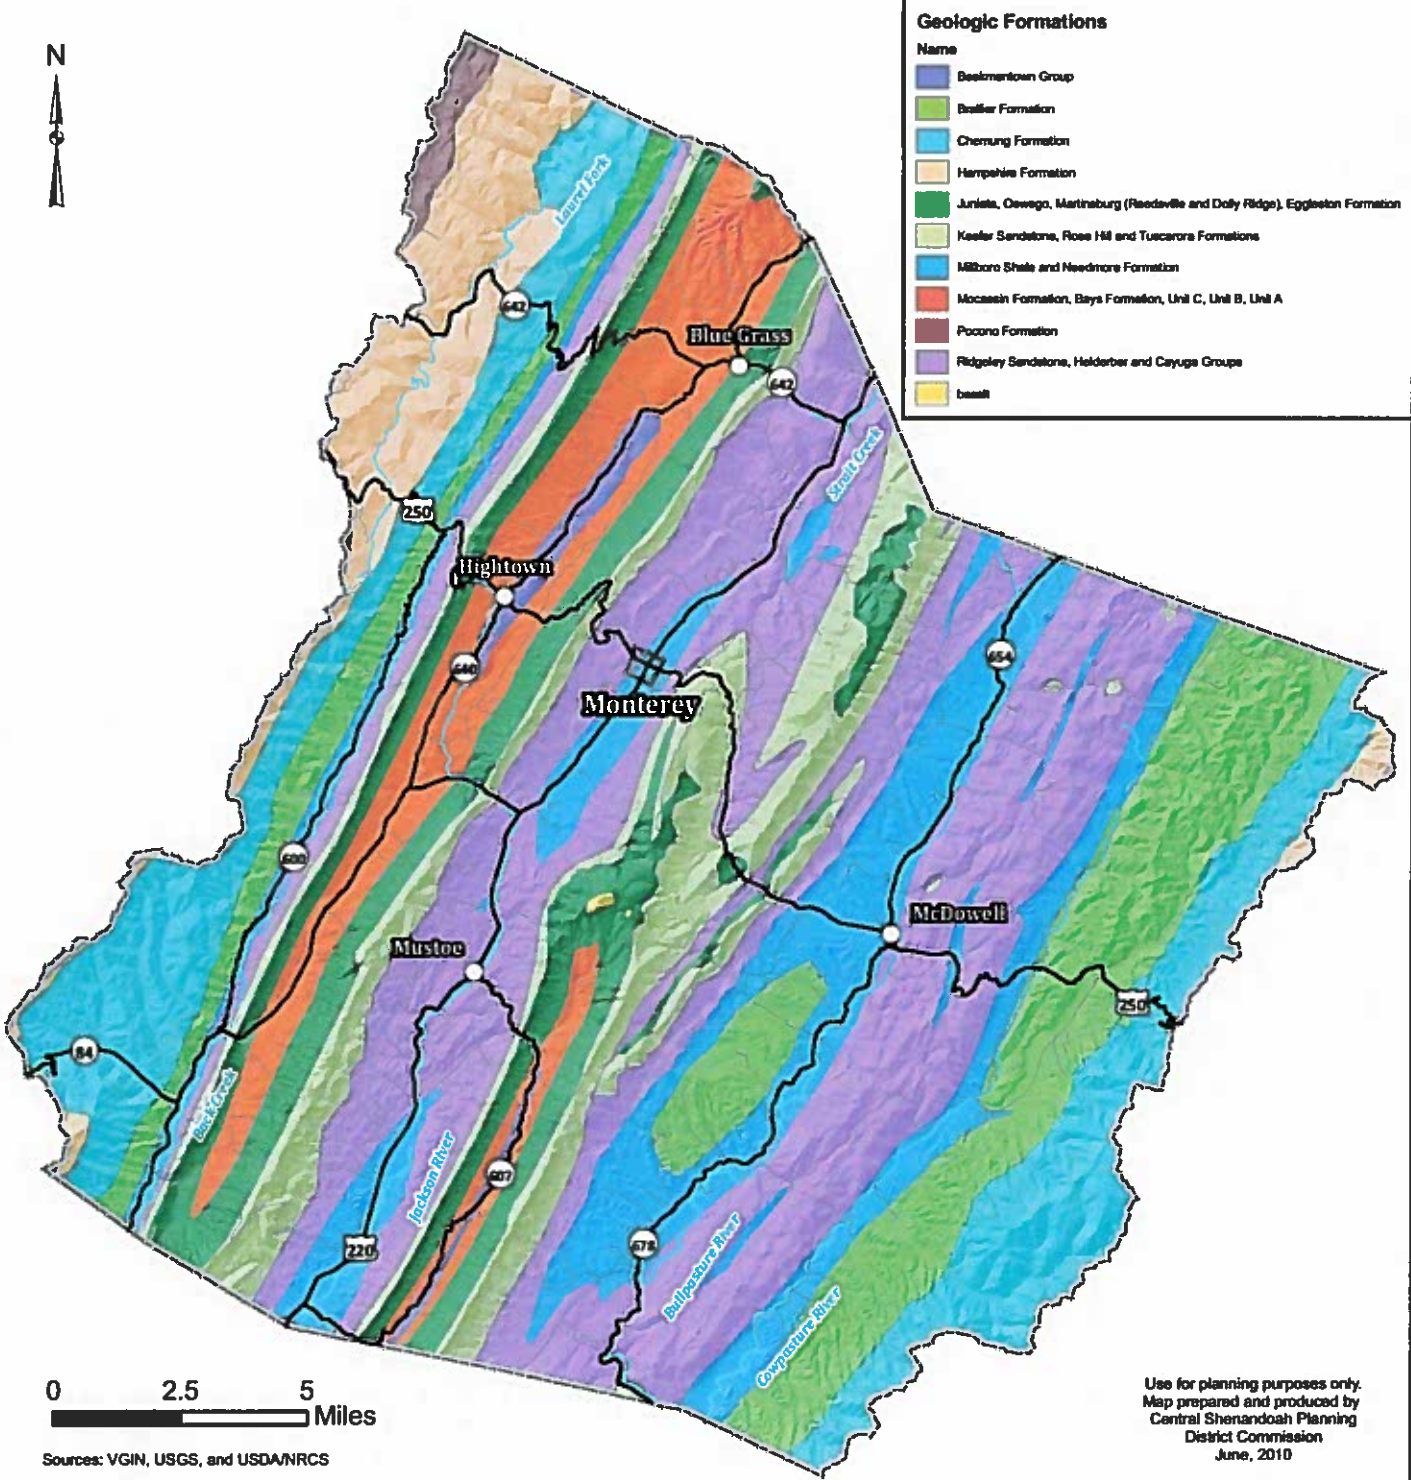 Geologic Formations
Name
Beekmantown Group
Brallier Formation
Chemung Formation
Hampshire Formation
Juniata, Oswego, Martinsburg (Reedsville and Dolly Ridge), Eggleston Formation
Keefer Sandstone, Rose Hill and Tuscarora Formations
Millboro Shale and Needmore Formation
Mocassin Formation, Bays Formation, Unit C, Unit B, Unit A
Pocono Formation
Ridgeley Sandstone, Helderber and Cayuga Groups
basalt
N
Laurel Fork
642
Blue Grass
642
Strait Creek
250
Hightown
640
654
Monterey
600
McDowell
Mustoe
250
84
Back Creek
Jackson River
607
220
678
Bullpasture River
Cowpasture River
0 2.5 5
Miles
Sources: VGIN, USGS, and USDA/NRCS
Use for planning purposes only.
Map prepared and produced by
Central Shenandoah Planning
District Commission
June, 2010